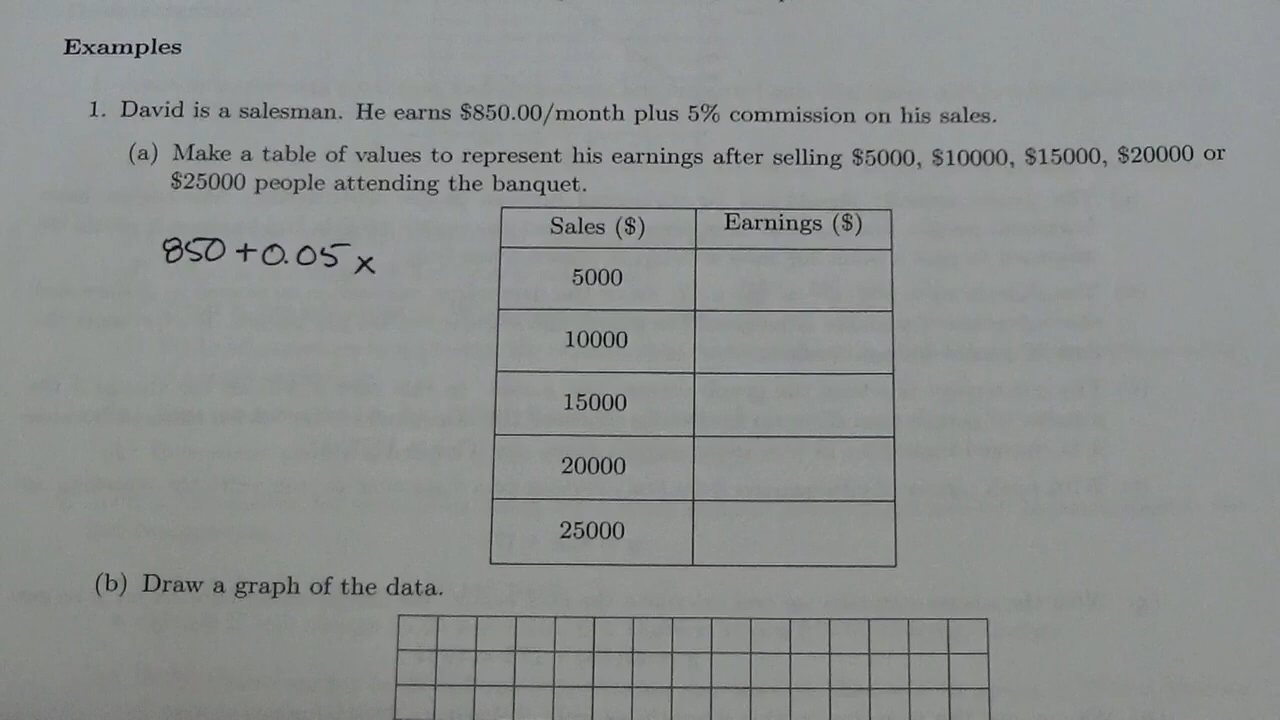 Examples
1. David is a salesman. He earns $850.00/month plus 5% commission on his sales.
(a) Make a table of values to represent his earnings after selling $5000, $10000, $15000, $20000 or
$25000 people attending the banquet.
850 + 0.05x
Sales ($) Earnings ($)
5000
10000
15000
20000
25000
(b) Draw a graph of the data.